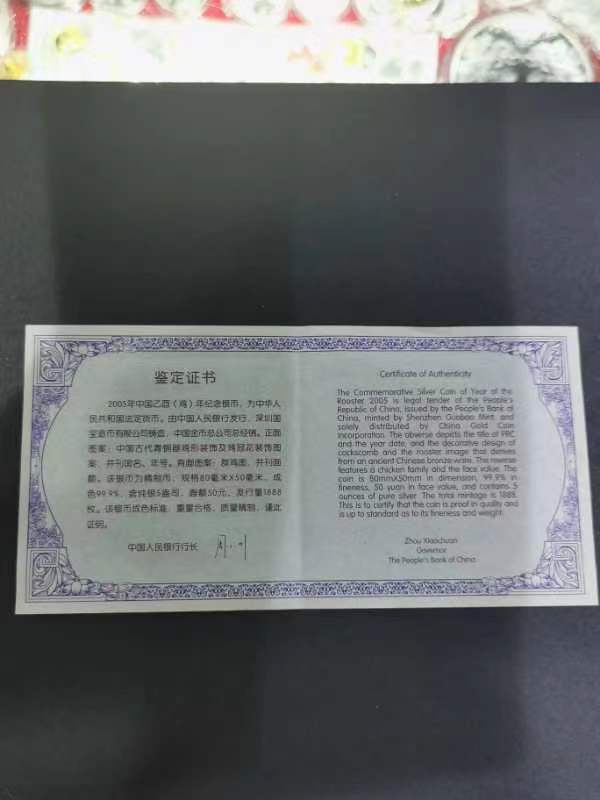 鉴定证书
2005年中国乙酉（鸡）年纪念银币，为中华人
民共和国法定货币。由中国人民银行发行，深圳国
宝造币有限公司铸造，中国金币总公司总经销。正面
图案：中国古代青铜器鸡形装饰及鸡冠花装饰图
案，并刊国名、年号。背面图案：群鸡图，并刊面
额。该银币为精制币，规格80毫米X50毫米，成
色99.9%，含纯银5盎司，面额50元，发行量1888
枚。该银币成色标准，重量合格，质量精制，谨此
证明。
中国人民银行行长
Certificate of Authenticity
The Commemorative Silver Coin of Year of the
Rooster 2005 is legal tender of the People's
Republic of China, issued by the People's Bank of
China, minted by Shenzhen Guobao Mint, and
solely distributed by China Gold Coin
Incorporation. The obverse depicts the title of PRC
and the year date, and the decorative design of
cockscomb and the rooster image that derives
from an ancient Chinese bronze-ware. The reverse
features a chicken family and the face value. The
coin is 80mmX50mm in dimension, 99.9% in
fineness, 50 yuan in face value, and contains 5
ounces of pure silver. The total mintage is 1888.
This is to certify that the coin is proof in quality and
is up to standard as to its fineness and weight.
Zhou Xiaochuan
Governor
The People's Bank of China